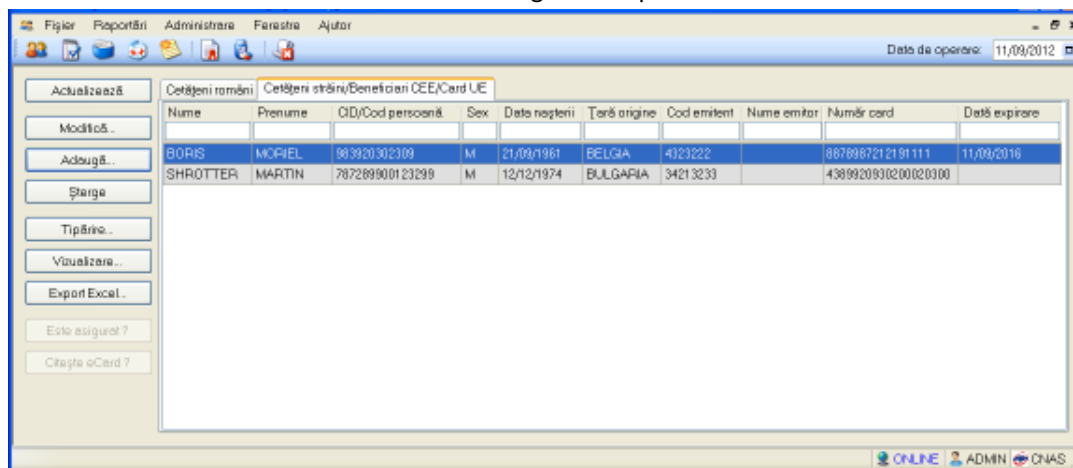 Fișier Raportări Administrare Ferestre Ajutor
Data de operare: 11/09/2012
Actualizează
Modifică...
Adaugă...
Șterge
Tipărire...
Vizualizare...
Export Excel...
Este asigurat ?
Citește eCard ?
Cetățeni români Cetățeni străini/Beneficiari CEE/Card UE
Nume Prenume CID/Cod persoană Sex Data nașterii Țară origine Cod emitent Nume emitor Număr card Dată expirare
BORIS MORIEL 983920302309 M 21/09/1961 BELGIA 4323222 8878987212191111 11/09/2016
SHROTTER MARTIN 787289900123299 M 12/12/1974 BULGARIA 34213233 4389920930200020300
ONLINE ADMIN CNAS